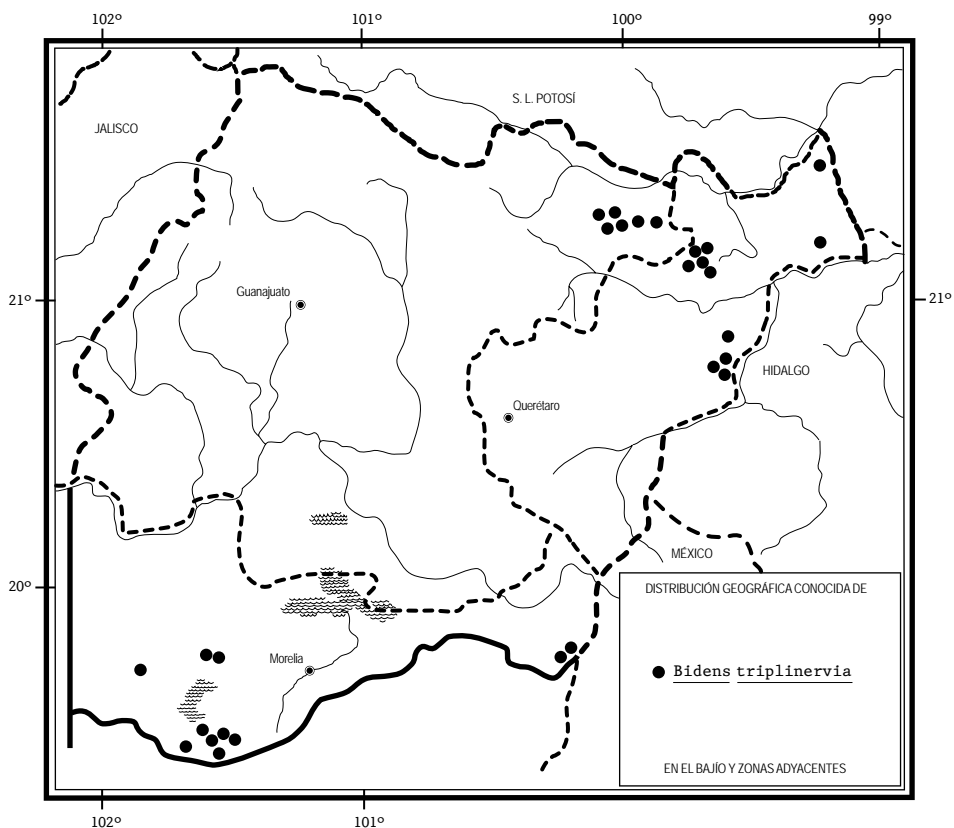 102° 101° 100° 99°
S. L. POTOSÍ
JALISCO
Guanajuato
21° 21°
HIDALGO
Querétaro
MÉXICO
20°
DISTRIBUCIÓN GEOGRÁFICA CONOCIDA DE
Morelia
Bidens triplinervia
EN EL BAJÍO Y ZONAS ADYACENTES
102° 101°